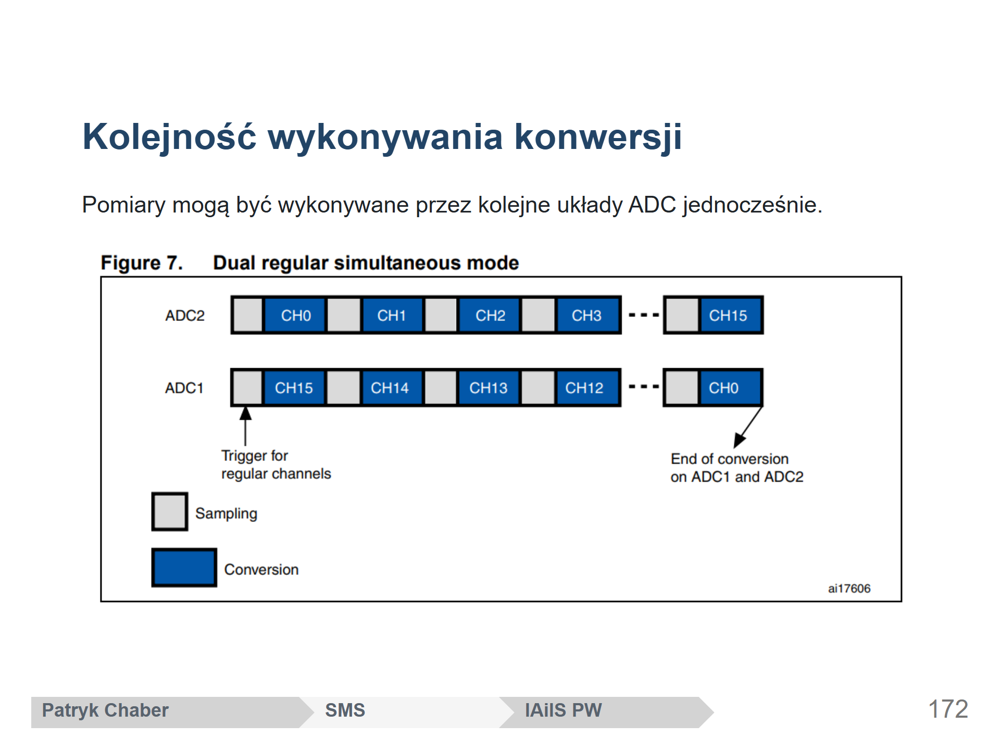 Kolejność wykonywania konwersji
Pomiary mogą być wykonywane przez kolejne układy ADC jednocześnie.
Figure 7. Dual regular simultaneous mode
ADC2 CH0 CH1 CH2 CH3 CH15
ADC1 CH15 CH14 CH13 CH12 CH0
Trigger for
regular channels
End of conversion
on ADC1 and ADC2
Sampling
Conversion
ai17606
Patryk Chaber SMS IAiIS PW 172